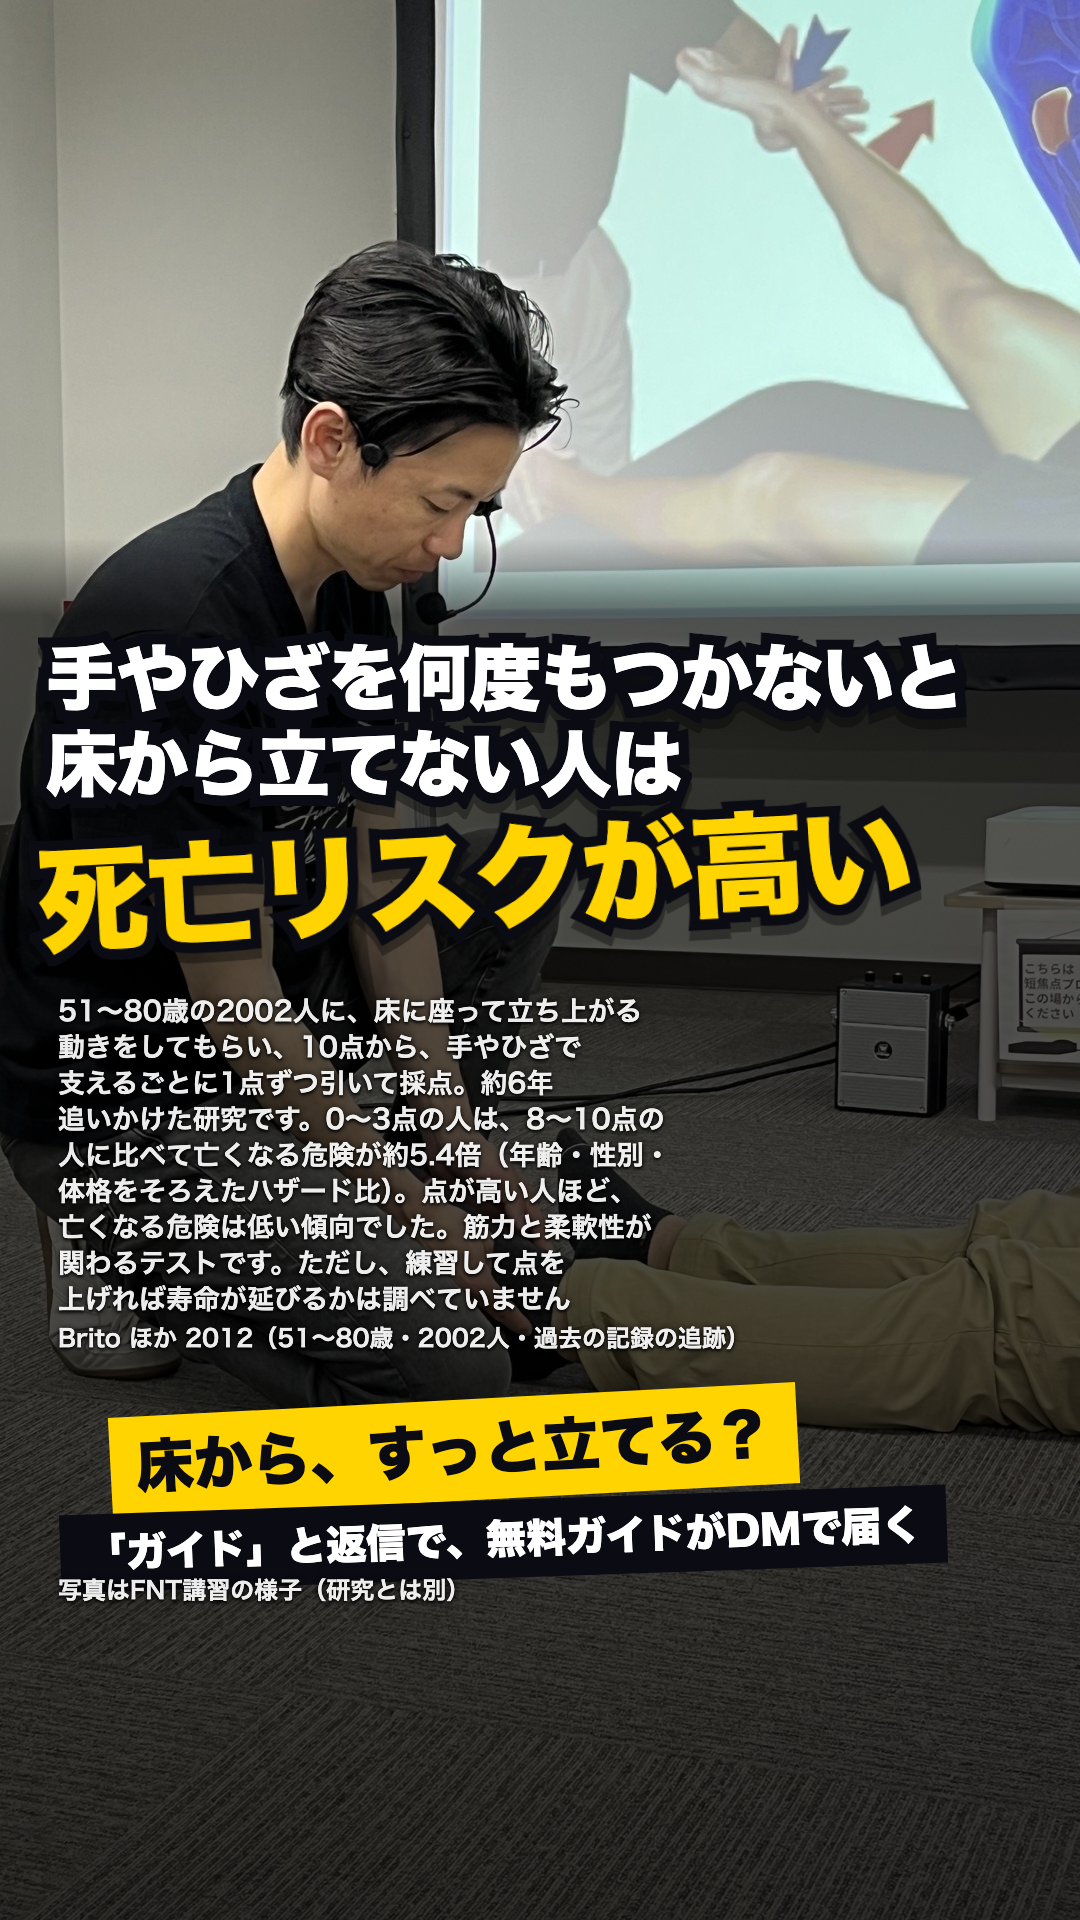 手やひざを何度もつかないと
床から立てない人は
死亡リスクが高い
51〜80歳の2002人に、床に座って立ち上がる
動きをしてもらい、10点から、手やひざで
支えるごとに1点ずつ引いて採点。約6年
追いかけた研究です。0〜3点の人は、8〜10点の
人に比べて亡くなる危険が約5.4倍（年齢・性別・
体格をそろえたハザード比）。点が高い人ほど、
亡くなる危険は低い傾向でした。筋力と柔軟性が
関わるテストです。ただし、練習して点を
上げれば寿命が延びるかは調べていません
Brito ほか 2012（51〜80歳・2002人・過去の記録の追跡）
こちらは
短焦点プロ
この場から
ください
床から、すっと立てる？
「ガイド」と返信で、無料ガイドがDMで届く
写真はFNT講習の様子（研究とは別）